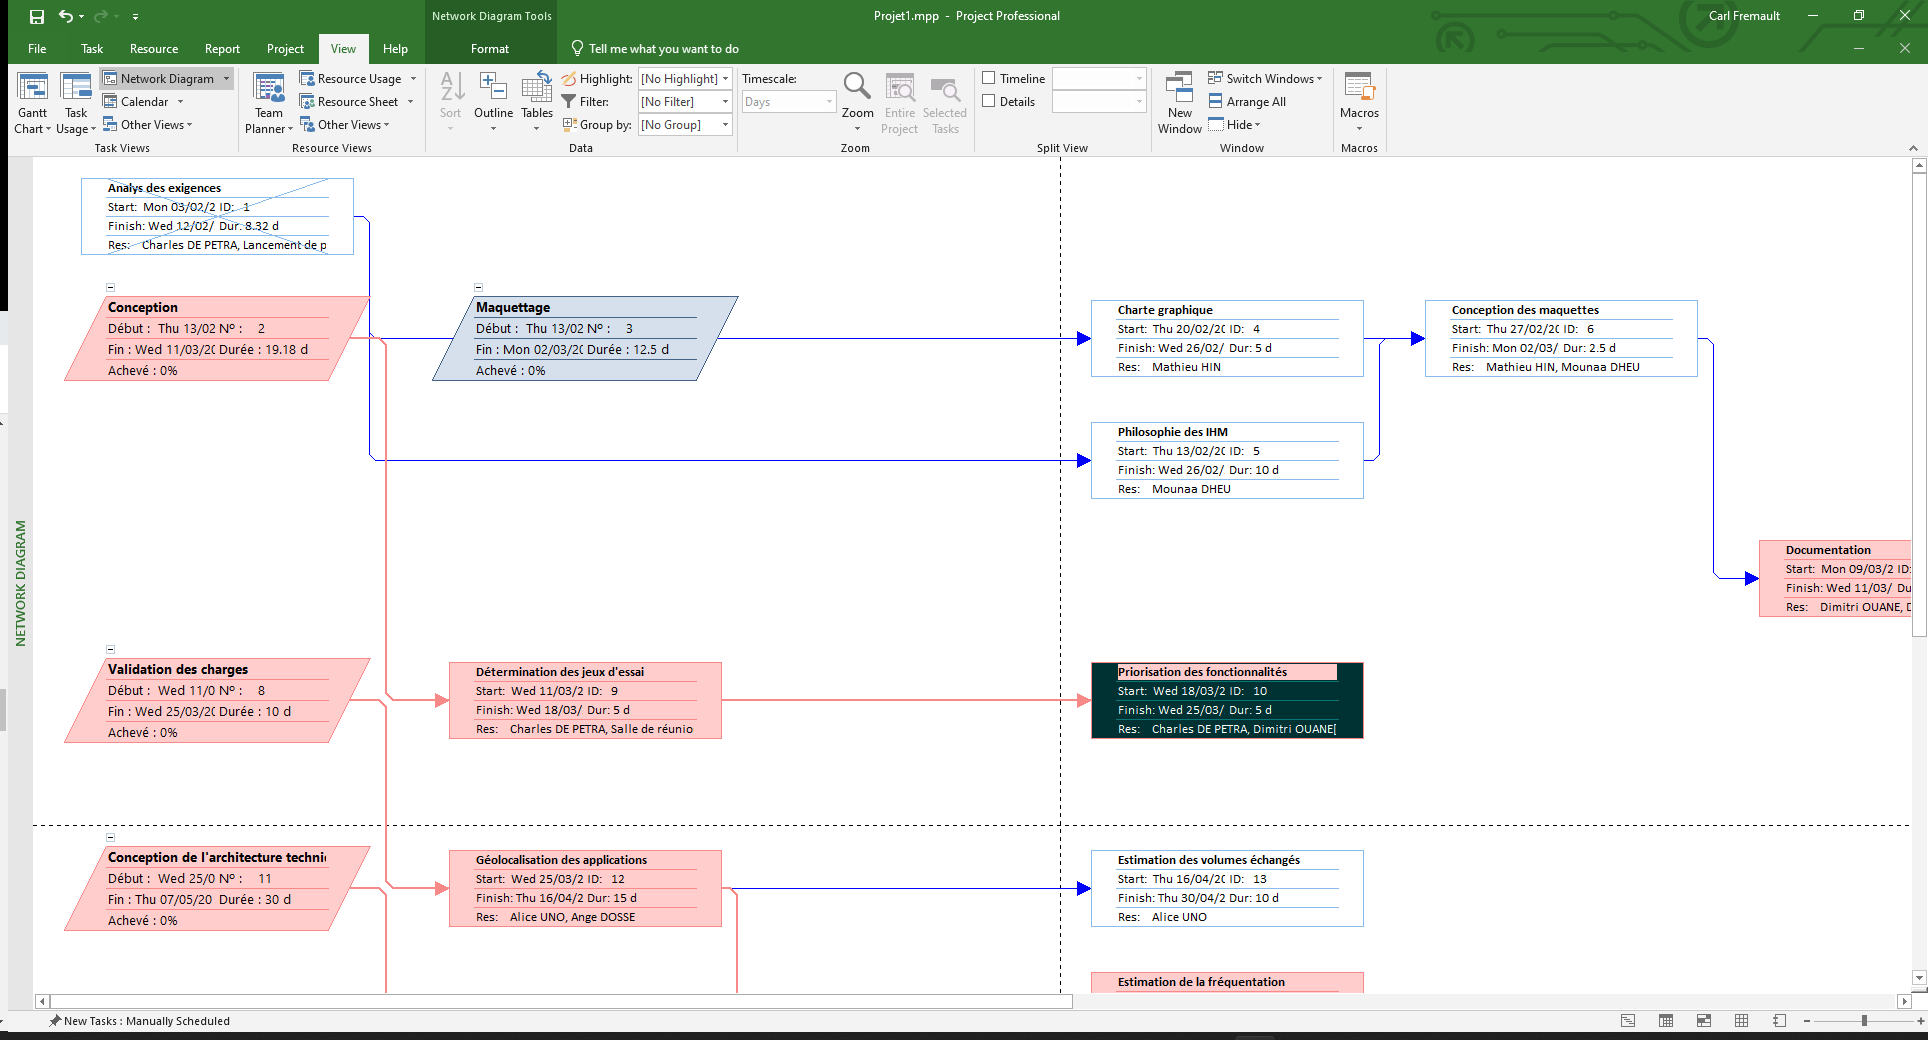 Network Diagram Tools
Projet1.mpp - Project Professional
Carl Fremault
File Task Resource Report Project View Help Format Tell me what you want to do
Gantt Chart
Task Usage
Network Diagram
Calendar
Other Views
Task Views
Team Planner
Resource Usage
Resource Sheet
Other Views
Resource Views
Sort
Outline
Tables
Highlight: [No Highlight]
Filter: [No Filter]
Group by: [No Group]
Data
Timescale:
Days
Zoom
Entire Project
Selected Tasks
Zoom
Timeline
Details
Split View
New Window
Switch Windows
Arrange All
Hide
Window
Macros
Macros
NETWORK DIAGRAM
Analys des exigences
Start: Mon 03/02/2 ID: 1
Finish: Wed 12/02/ Dur: 8.32 d
Res: Charles DE PETRA, Lancement de p
Conception
Début : Thu 13/02 Nº : 2
Fin : Wed 11/03/20 Durée : 19.18 d
Achevé : 0%
Maquettage
Début : Thu 13/02 Nº : 3
Fin : Mon 02/03/20 Durée : 12.5 d
Achevé : 0%
Charte graphique
Start: Thu 20/02/20 ID: 4
Finish: Wed 26/02/ Dur: 5 d
Res: Mathieu HIN
Conception des maquettes
Start: Thu 27/02/20 ID: 6
Finish: Mon 02/03/ Dur: 2.5 d
Res: Mathieu HIN, Mounaa DHEU
Philosophie des IHM
Start: Thu 13/02/20 ID: 5
Finish: Wed 26/02/ Dur: 10 d
Res: Mounaa DHEU
Documentation
Start: Mon 09/03/2 ID:
Finish: Wed 11/03/ Du
Res: Dimitri OUANE, D
Validation des charges
Début : Wed 11/0 Nº : 8
Fin : Wed 25/03/20 Durée : 10 d
Achevé : 0%
Détermination des jeux d'essai
Start: Wed 11/03/2 ID: 9
Finish: Wed 18/03/ Dur: 5 d
Res: Charles DE PETRA, Salle de réunio
Priorisation des fonctionnalités
Start: Wed 18/03/2 ID: 10
Finish: Wed 25/03/ Dur: 5 d
Res: Charles DE PETRA, Dimitri OUANE[
Conception de l'architecture techni
Début : Wed 25/0 Nº : 11
Fin : Thu 07/05/20 Durée : 30 d
Achevé : 0%
Géolocalisation des applications
Start: Wed 25/03/2 ID: 12
Finish: Thu 16/04/2 Dur: 15 d
Res: Alice UNO, Ange DOSSE
Estimation des volumes échangés
Start: Thu 16/04/20 ID: 13
Finish: Thu 30/04/2 Dur: 10 d
Res: Alice UNO
Estimation de la fréquentation
New Tasks : Manually Scheduled